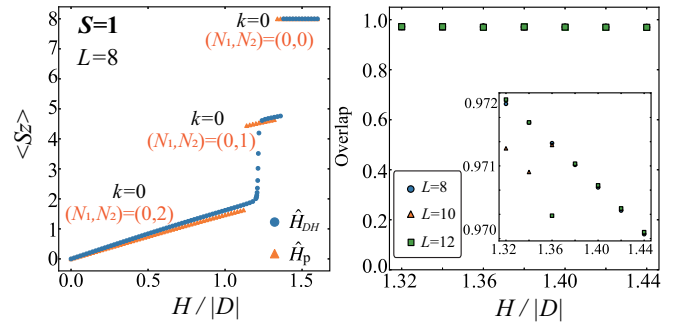 S=1
L=8
k=0
(N₁,N₂)=(0,0)
k=0
(N₁,N₂)=(0,1)
k=0
(N₁,N₂)=(0,2)
Ĥ_DH
Ĥ_p
<Sz>
8
7
6
5
4
3
2
1
0
0.0
0.5
1.0
1.5
H / |D|
Overlap
1.0
0.8
0.6
0.4
0.2
0.0
1.32
1.36
1.40
1.44
H / |D|
L=8
L=10
L=12
0.972
0.971
0.970
1.32
1.36
1.40
1.44